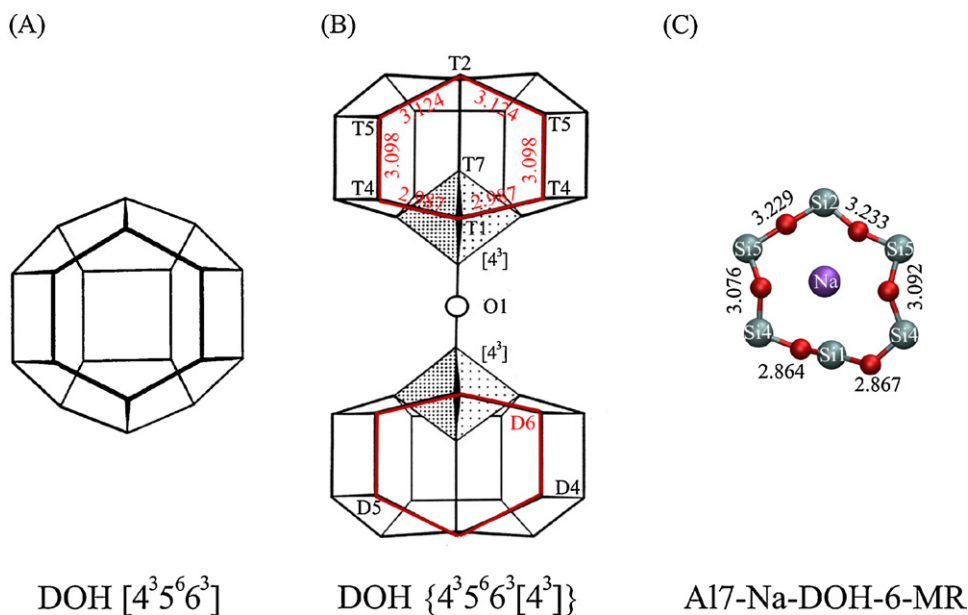 (A)
(B)
(C)
T2
3.124 3.124
T5 T5
3.098 3.098
T7
T4 T4
2.987 2.987
T1
[4³]
O1
[4³]
D6
D5 D4
Si2
3.229 3.233
Si5 Si5
Na
3.076 3.092
Si4 Si4
Si1
2.864 2.867
DOH [4³5⁶6³]
DOH {4³5⁶6³[4³]}
Al7-Na-DOH-6-MR